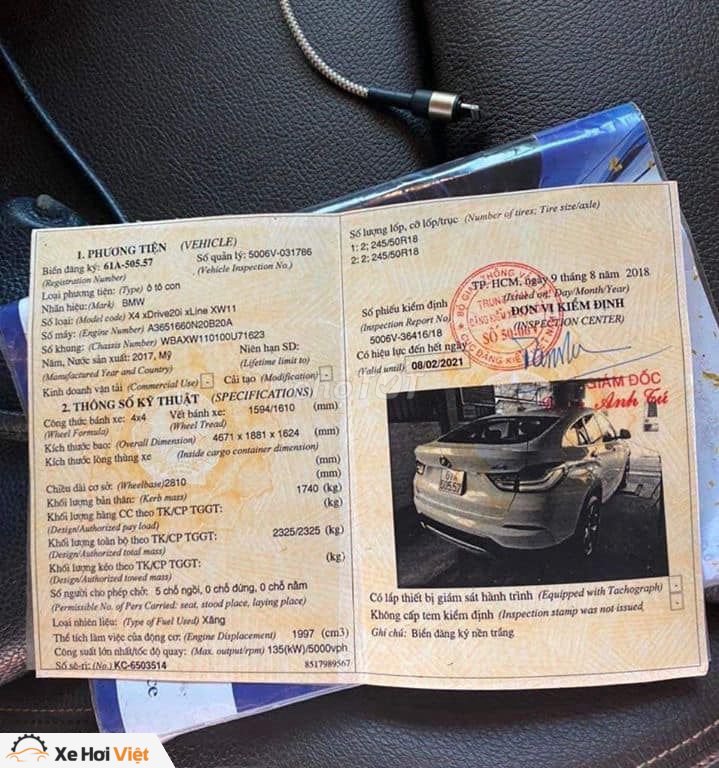 1. PHƯƠNG TIỆN (VEHICLE)
Biển đăng ký: 61A-505.57 Số quản lý: 5006V-031786
(Registration Number) (Vehicle Inspection No.)
Loại phương tiện: (Type) ô tô con
Nhãn hiệu: (Mark) BMW
Số loại: (Model code) X4 xDrive20i xLine XW11
Số máy: (Engine Number) A3651660N20B20A
Số khung: (Chassis Number) WBAXW110100U71623
Năm, Nước sản xuất: 2017, Mỹ Niên hạn SD:
(Manufactured Year and Country) (Lifetime limit to)
Kinh doanh vận tải (Commercial Use) - Cải tạo (Modification) -
2. THÔNG SỐ KỸ THUẬT (SPECIFICATIONS)
Công thức bánh xe: 4x4 Vết bánh xe: 1594/1610 (mm)
(Wheel Formula) (Wheel Tread)
Kích thước bao: (Overall Dimension) 4671 x 1881 x 1624 (mm)
Kích thước lòng thùng xe (Inside cargo container dimension)
(mm)
Chiều dài cơ sở: (Wheelbase) 2810 (mm)
Khối lượng bản thân: (Kerb mass) 1740 (kg)
Khối lượng hàng CC theo TK/CP TGGT: (kg)
(Design/Authorized pay load)
Khối lượng toàn bộ theo TK/CP TGGT: 2325/2325 (kg)
(Design/Authorized total mass)
Khối lượng kéo theo TK/CP TGGT: (kg)
(Design/Authorized towed mass)
Số người cho phép chở: 5 chỗ ngồi, 0 chỗ đứng, 0 chỗ nằm
(Permissible No. of Pers Carried: seat, stood place, laying place)
Loại nhiên liệu: (Type of Fuel Used) Xăng
Thể tích làm việc của động cơ: (Engine Displacement) 1997 (cm3)
Công suất lớn nhất/tốc độ quay: (Max. output/rpm) 135(kW)/5000vph
Số sê-ri: (No.) KC-6503514 8517989567
Số lượng lốp, cỡ lốp/trục (Number of tires; Tire size/axle)
1: 2; 245/50R18
2: 2; 245/50R18
TP. HCM, ngày 9 tháng 8 năm 2018
(Issued on: Day/Month/Year)
Số phiếu kiểm định ĐƠN VỊ KIỂM ĐỊNH
(Inspection Report No) (INSPECTION CENTER)
5006V-36416/18
Có hiệu lực đến hết ngày
(Valid until) 08/02/2021
GIÁM ĐỐC
Anh Tú
61A
505.57
Có lắp thiết bị giám sát hành trình (Equipped with Tachograph) -
Không cấp tem kiểm định (Inspection stamp was not issued -
Ghi chú: Biển đăng ký nền trắng
Xe Hơi Việt